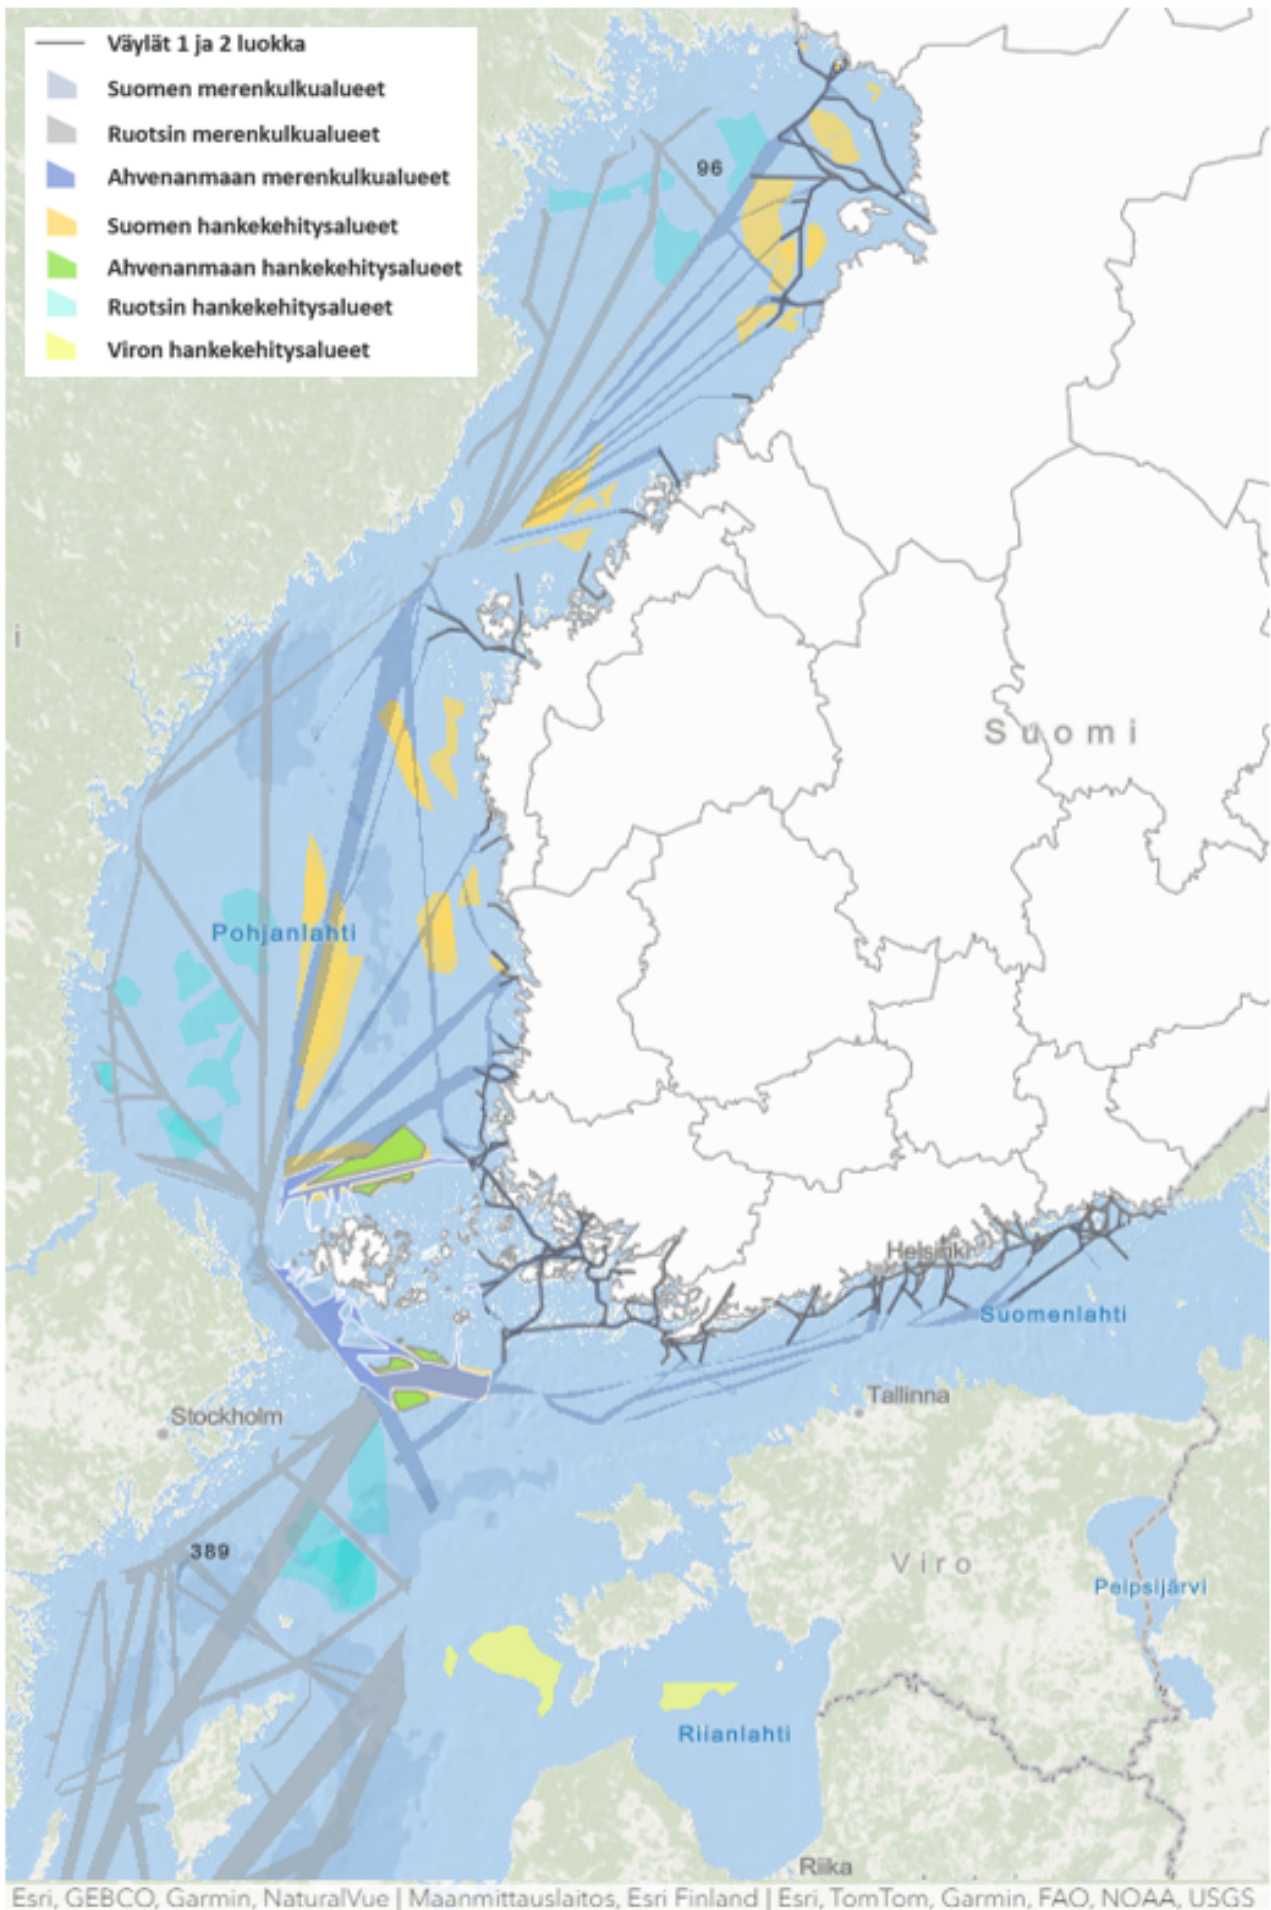 Väylät 1 ja 2 luokka
Suomen merenkulkualueet
Ruotsin merenkulkualueet
Ahvenanmaan merenkulkualueet
Suomen hankekehitysalueet
Ahvenanmaan hankekehitysalueet
Ruotsin hankekehitysalueet
Viron hankekehitysalueet
96
i
Suomi
Pohjanlahti
Helsinki
Suomenlahti
Tallinna
Stockholm
389
Viro
Peipsijärvi
Riianlahti
Riika
Esri, GEBCO, Garmin, NaturalVue | Maanmittauslaitos, Esri Finland | Esri, TomTom, Garmin, FAO, NOAA, USGS